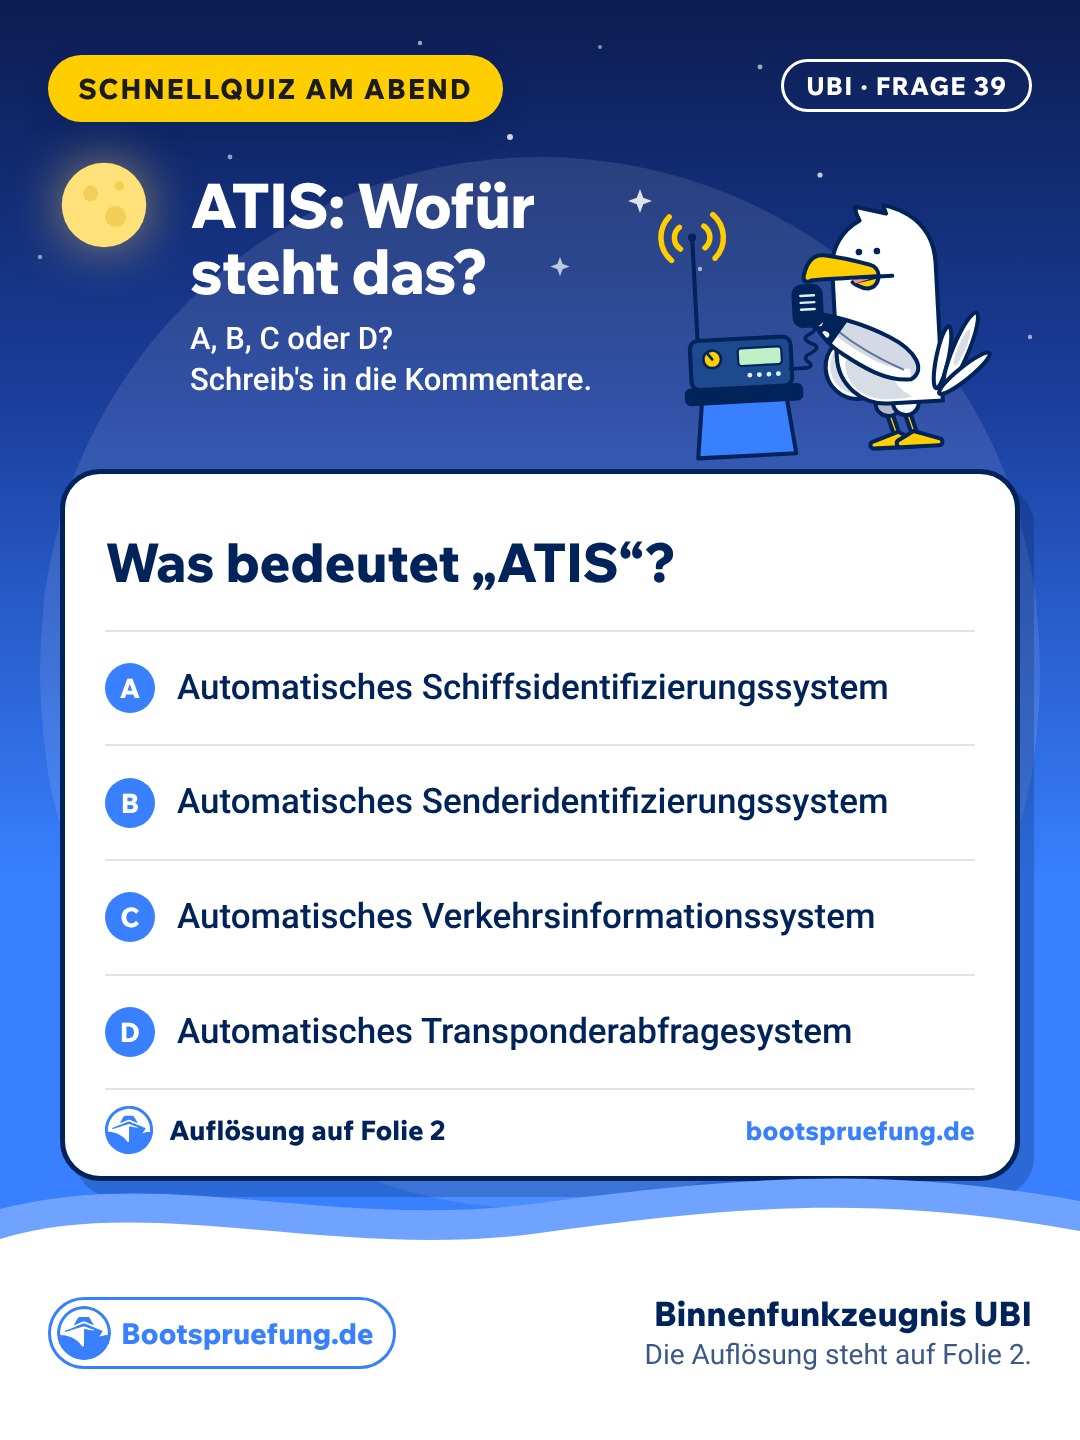 SCHNELLQUIZ AM ABEND
UBI · FRAGE 39
ATIS: Wofür
steht das?
A, B, C oder D?
Schreib's in die Kommentare.
Was bedeutet „ATIS“?
A Automatisches Schiffsidentifizierungssystem
B Automatisches Senderidentifizierungssystem
C Automatisches Verkehrsinformationssystem
D Automatisches Transponderabfragesystem
Auflösung auf Folie 2
bootspruefung.de
Bootspruefung.de
Binnenfunkzeugnis UBI
Die Auflösung steht auf Folie 2.